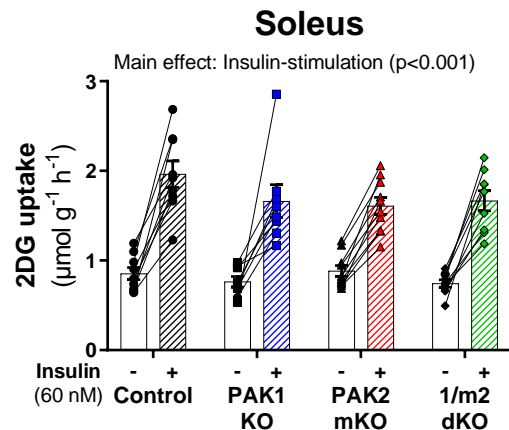 Soleus
Main effect: Insulin-stimulation (p<0.001)
2DG uptake
(µmol g⁻¹ h⁻¹)
3
2
1
0
Insulin - + - + - + - +
(60 nM) Control PAK1 PAK2 1/m2
KO mKO dKO